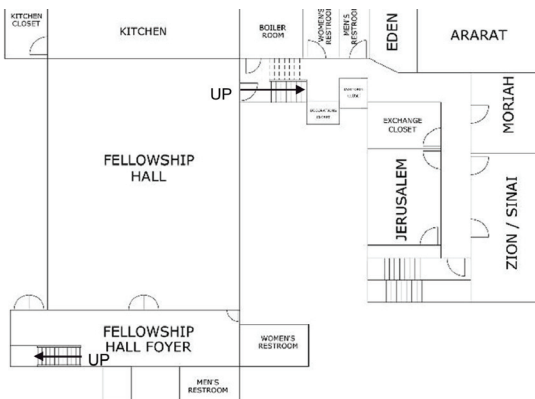 KITCHEN
CLOSET
KITCHEN
BOILER
ROOM
WOMEN'S
RESTROOM
MEN'S
RESTROOM
EDEN
ARARAT
UP
MORIAH
EXCHANGE
CLOSET
FELLOWSHIP
HALL
JERUSALEM
ZION / SINAI
FELLOWSHIP
HALL FOYER
UP
WOMEN'S
RESTROOM
MEN'S
RESTROOM